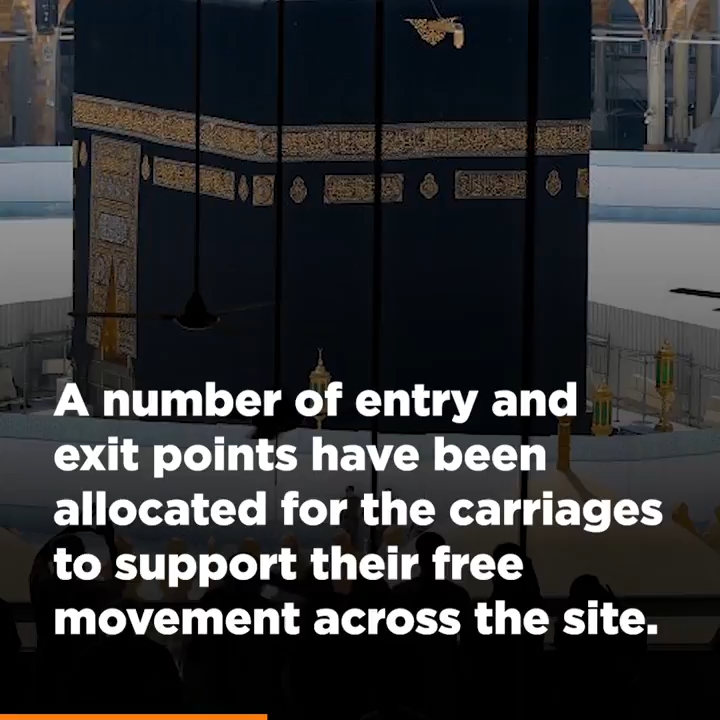 A number of entry and
exit points have been
allocated for the carriages
to support their free
movement across the site.